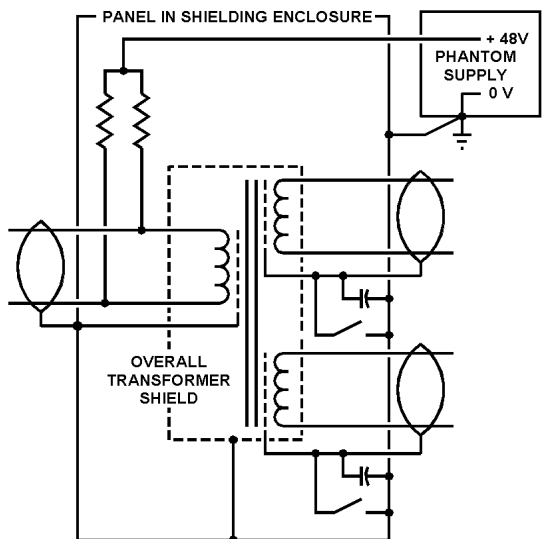 PANEL IN SHIELDING ENCLOSURE
+ 48V
PHANTOM
SUPPLY
0 V
OVERALL
TRANSFORMER
SHIELD